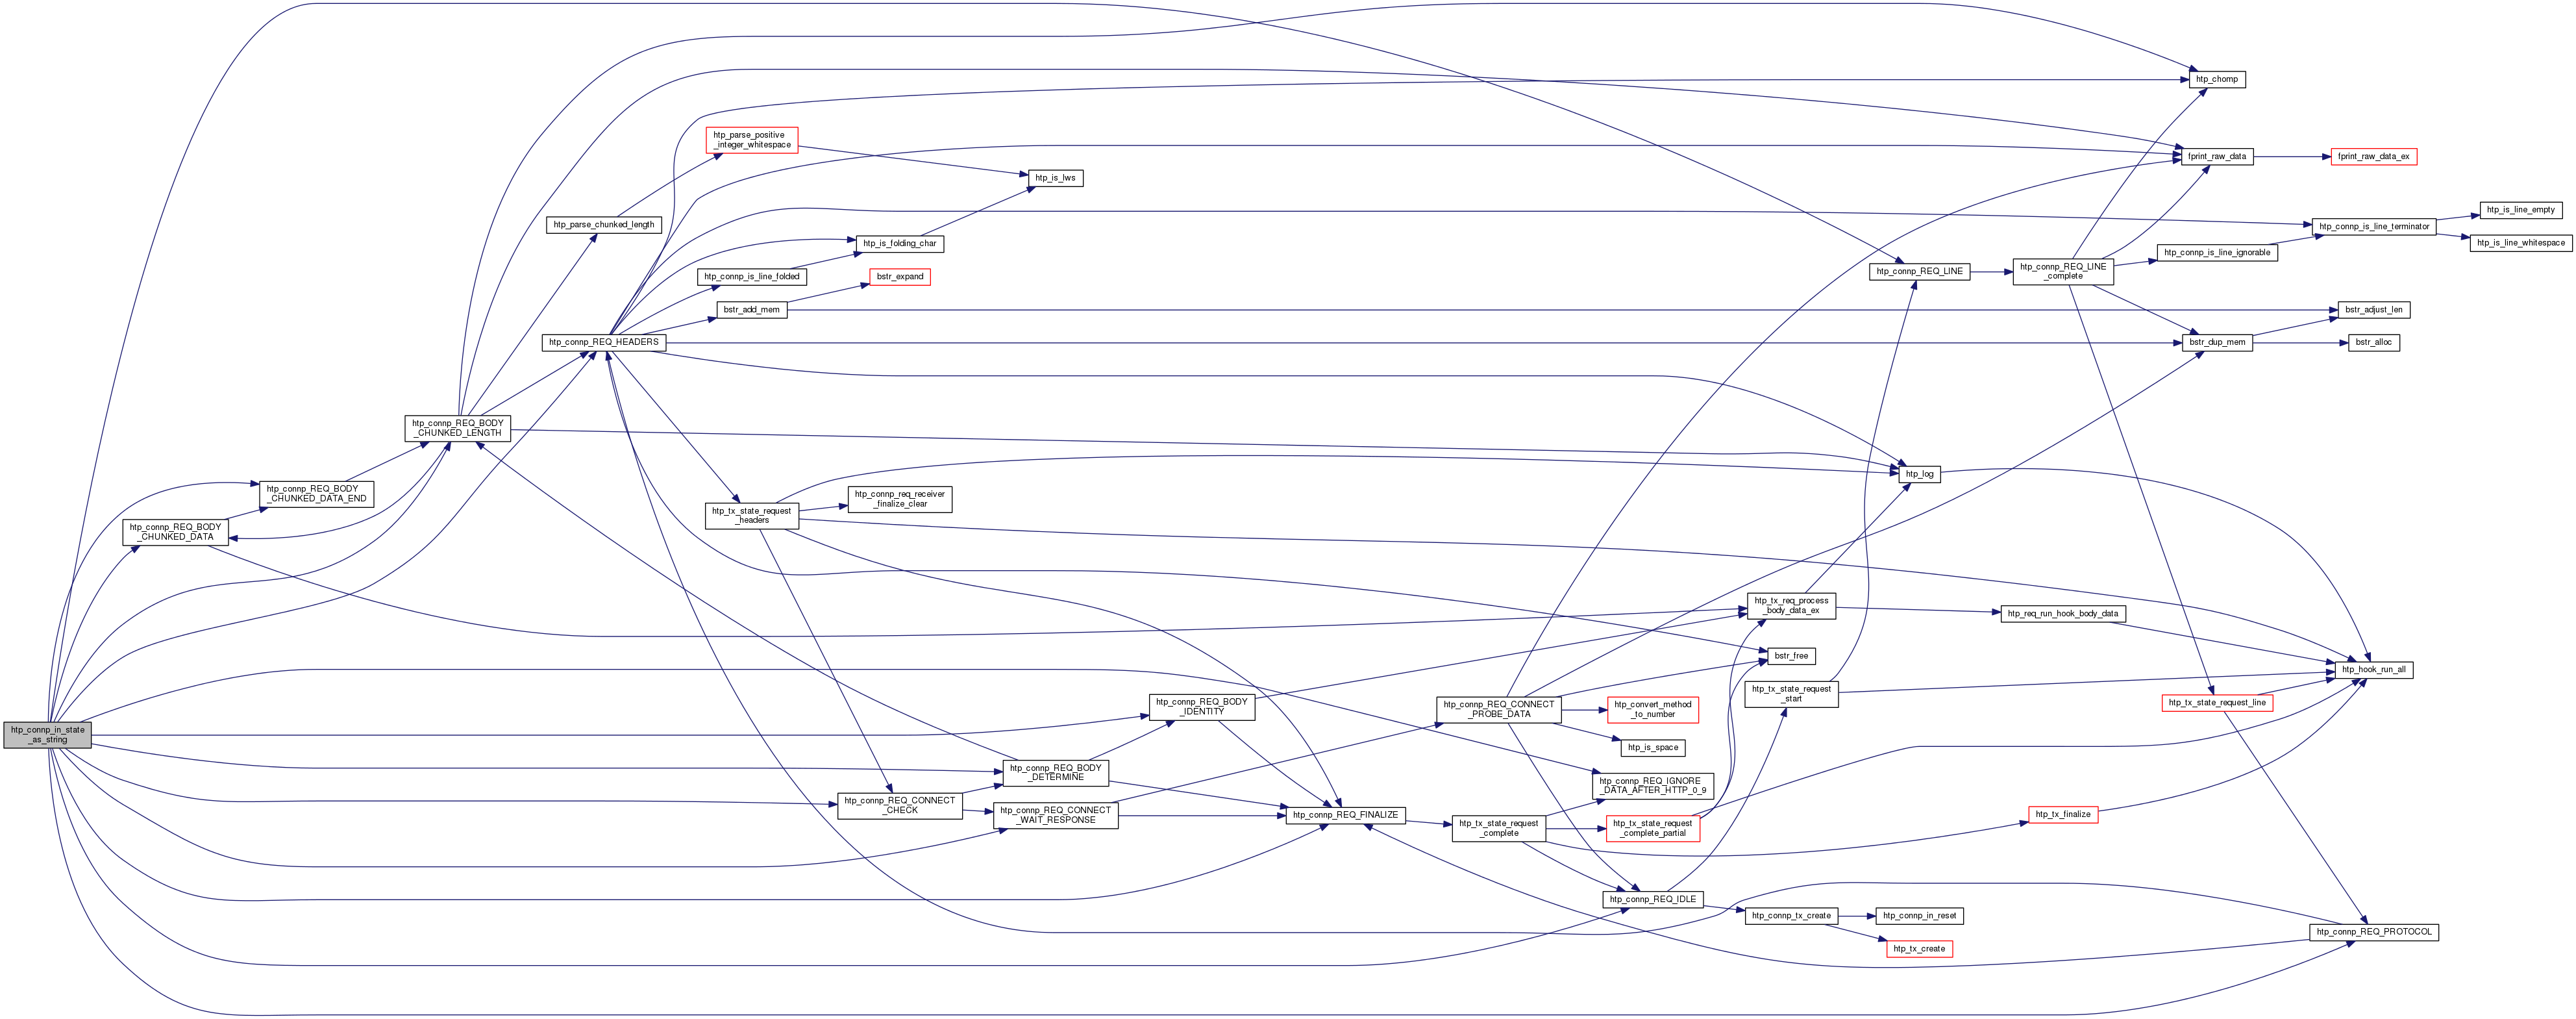 htp_chomp
htp_parse_positive
_integer_whitespace
fprint_raw_data
fprint_raw_data_ex
htp_is_lws
htp_is_line_empty
htp_parse_chunked_length
htp_connp_is_line_terminator
htp_is_folding_char
htp_is_line_whitespace
htp_connp_is_line_ignorable
htp_connp_is_line_folded
bstr_expand
htp_connp_REQ_LINE
htp_connp_REQ_LINE
_complete
bstr_add_mem
bstr_adjust_len
htp_connp_REQ_HEADERS
bstr_dup_mem
bstr_alloc
htp_connp_REQ_BODY
_CHUNKED_LENGTH
htp_log
htp_connp_REQ_BODY
_CHUNKED_DATA_END
htp_connp_req_receiver
_finalize_clear
htp_tx_state_request
_headers
htp_connp_REQ_BODY
_CHUNKED_DATA
htp_tx_req_process
_body_data_ex
htp_req_run_hook_body_data
bstr_free
htp_hook_run_all
htp_tx_state_request
_start
htp_connp_REQ_BODY
_IDENTITY
htp_connp_REQ_CONNECT
_PROBE_DATA
htp_convert_method
_to_number
htp_tx_state_request_line
htp_connp_in_state
_as_string
htp_is_space
htp_connp_REQ_BODY
_DETERMINE
htp_connp_REQ_IGNORE
_DATA_AFTER_HTTP_0_9
htp_connp_REQ_CONNECT
_CHECK
htp_connp_REQ_CONNECT
_WAIT_RESPONSE
htp_connp_REQ_FINALIZE
htp_tx_state_request
_complete
htp_tx_state_request
_complete_partial
htp_tx_finalize
htp_connp_REQ_IDLE
htp_connp_tx_create
htp_connp_in_reset
htp_tx_create
htp_connp_REQ_PROTOCOL